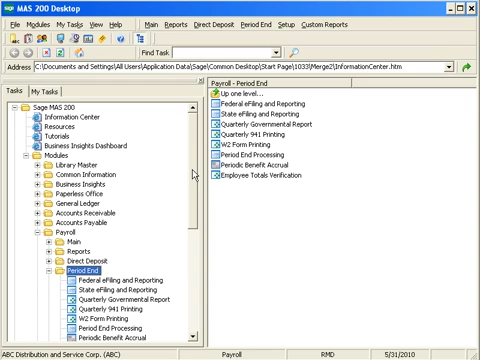 sage MAS 200 Desktop
File Modules My Tasks View Help Main Reports Direct Deposit Period End Setup Custom Reports
Find Task
Address C:\Documents and Settings\All Users\Application Data\Sage\Common Desktop\Start Page\1033\Merge2\InformationCenter.htm
Tasks My Tasks
Sage MAS 200
Information Center
Resources
Tutorials
Business Insights Dashboard
Modules
Library Master
Common Information
Business Insights
Paperless Office
General Ledger
Accounts Receivable
Accounts Payable
Payroll
Main
Reports
Direct Deposit
Period End
Federal eFiling and Reporting
State eFiling and Reporting
Quarterly Governmental Report
Quarterly 941 Printing
W2 Form Printing
Period End Processing
Periodic Benefit Accrual
Payroll - Period End
Up one level...
Federal eFiling and Reporting
State eFiling and Reporting
Quarterly Governmental Report
Quarterly 941 Printing
W2 Form Printing
Period End Processing
Periodic Benefit Accrual
Employee Totals Verification
ABC Distribution and Service Corp. (ABC) Payroll RMD 5/31/2010